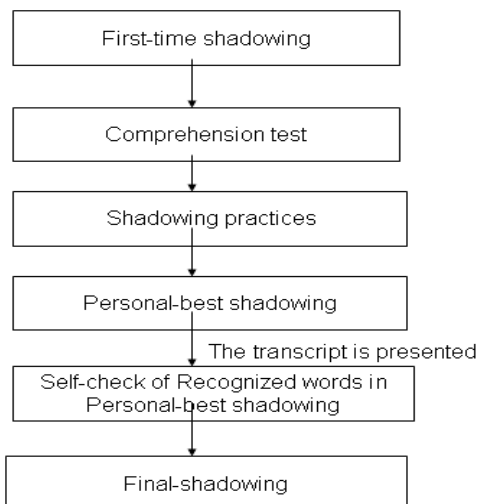 First-time shadowing
Comprehension test
Shadowing practices
Personal-best shadowing
The transcript is presented
Self-check of Recognized words in
Personal-best shadowing
Final-shadowing